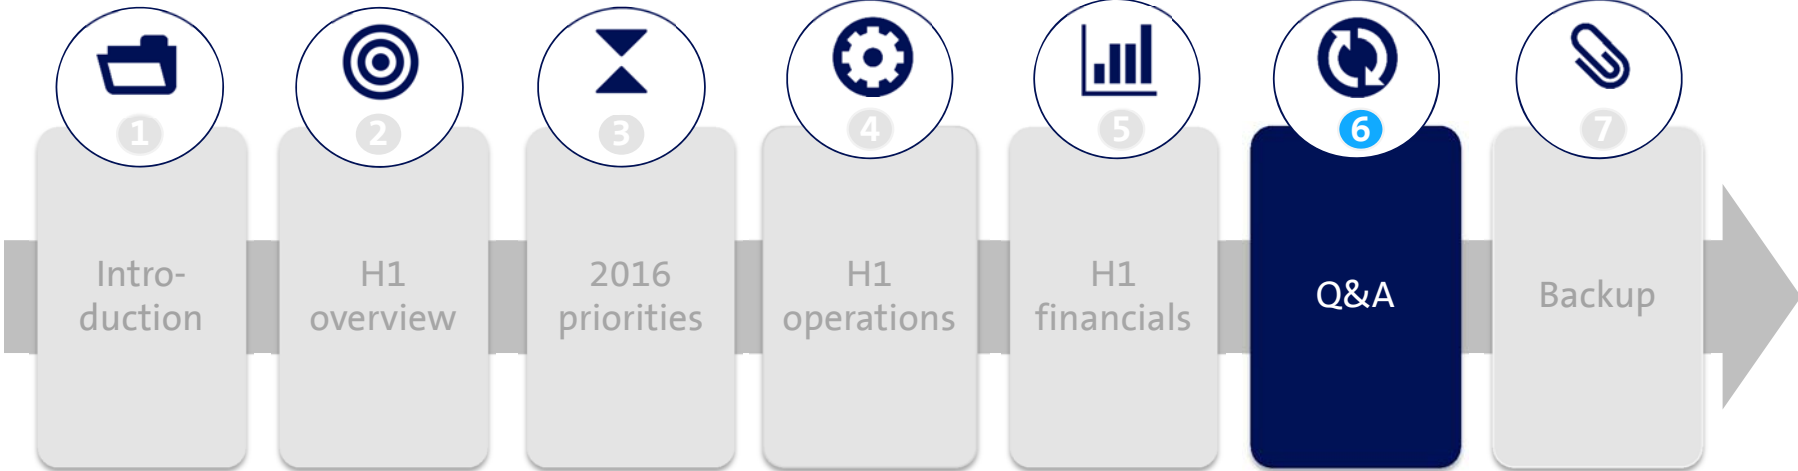 1
2
3
4
5
6
7
Intro-
duction
H1
overview
2016
priorities
H1
operations
H1
financials
Q&A
Backup